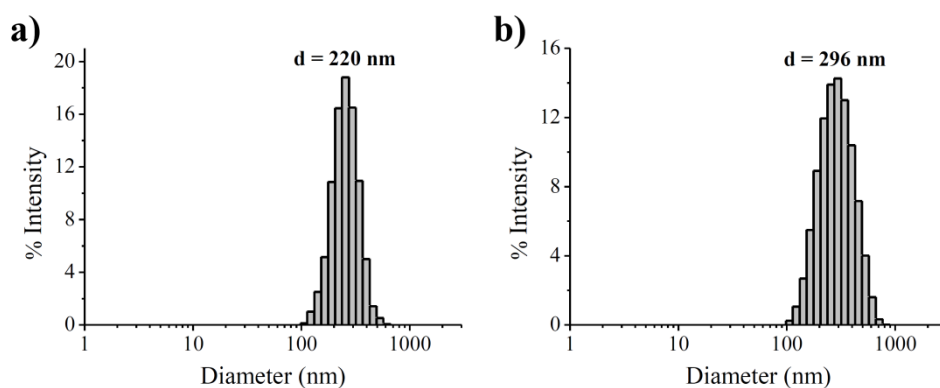 a)
d = 220 nm
20
16
12
8
4
0
% Intensity
1
10
100
1000
Diameter (nm)
b)
d = 296 nm
16
12
8
4
0
% Intensity
1
10
100
1000
Diameter (nm)